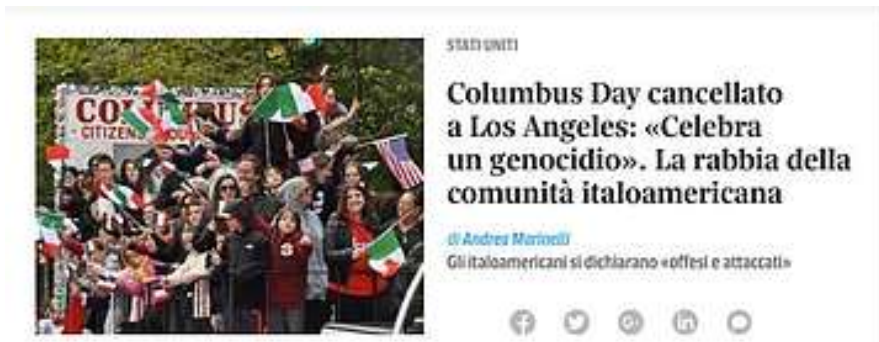 STATI UNITI
Columbus Day cancellato
a Los Angeles: «Celebra
un genocidio». La rabbia della
comunità italoamericana
di Andrea Marinelli
Gli italoamericani si dichiarano «offesi e attaccati»
CITIZENS